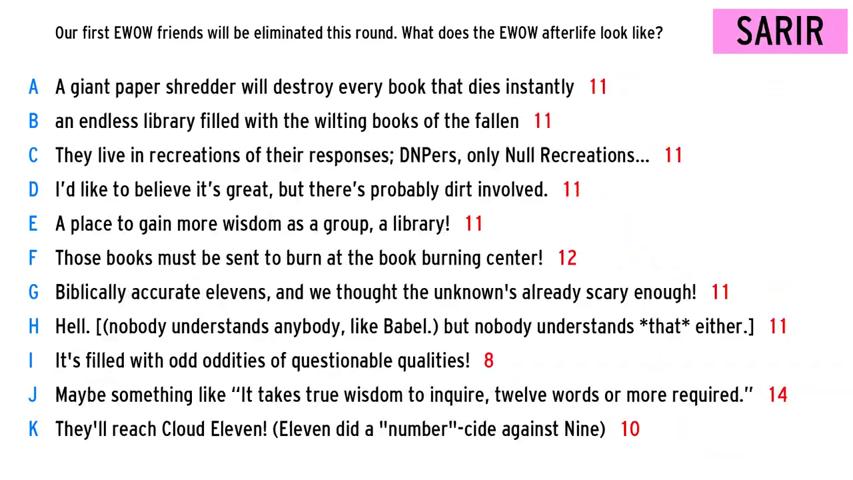 Our first EWOW friends will be eliminated this round. What does the EWOW afterlife look like?
SARIR
A A giant paper shredder will destroy every book that dies instantly 11
B an endless library filled with the wilting books of the fallen 11
C They live in recreations of their responses; DNPers, only Null Recreations... 11
D I'd like to believe it's great, but there's probably dirt involved. 11
E A place to gain more wisdom as a group, a library! 11
F Those books must be sent to burn at the book burning center! 12
G Biblically accurate elevens, and we thought the unknown's already scary enough! 11
H Hell. [(nobody understands anybody, like Babel.) but nobody understands *that* either.] 11
I It's filled with odd oddities of questionable qualities! 8
J Maybe something like “It takes true wisdom to inquire, twelve words or more required.” 14
K They'll reach Cloud Eleven! (Eleven did a "number"-cide against Nine) 10